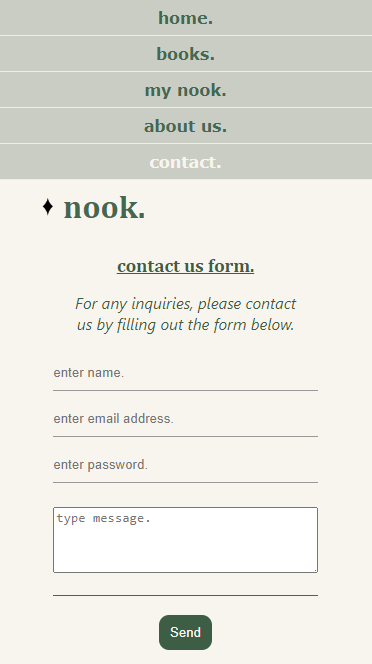 home.
books.
my nook.
about us.
contact.
nook.
contact us form.
For any inquiries, please contact
us by filling out the form below.
enter name.
enter email address.
enter password.
type message.
Send